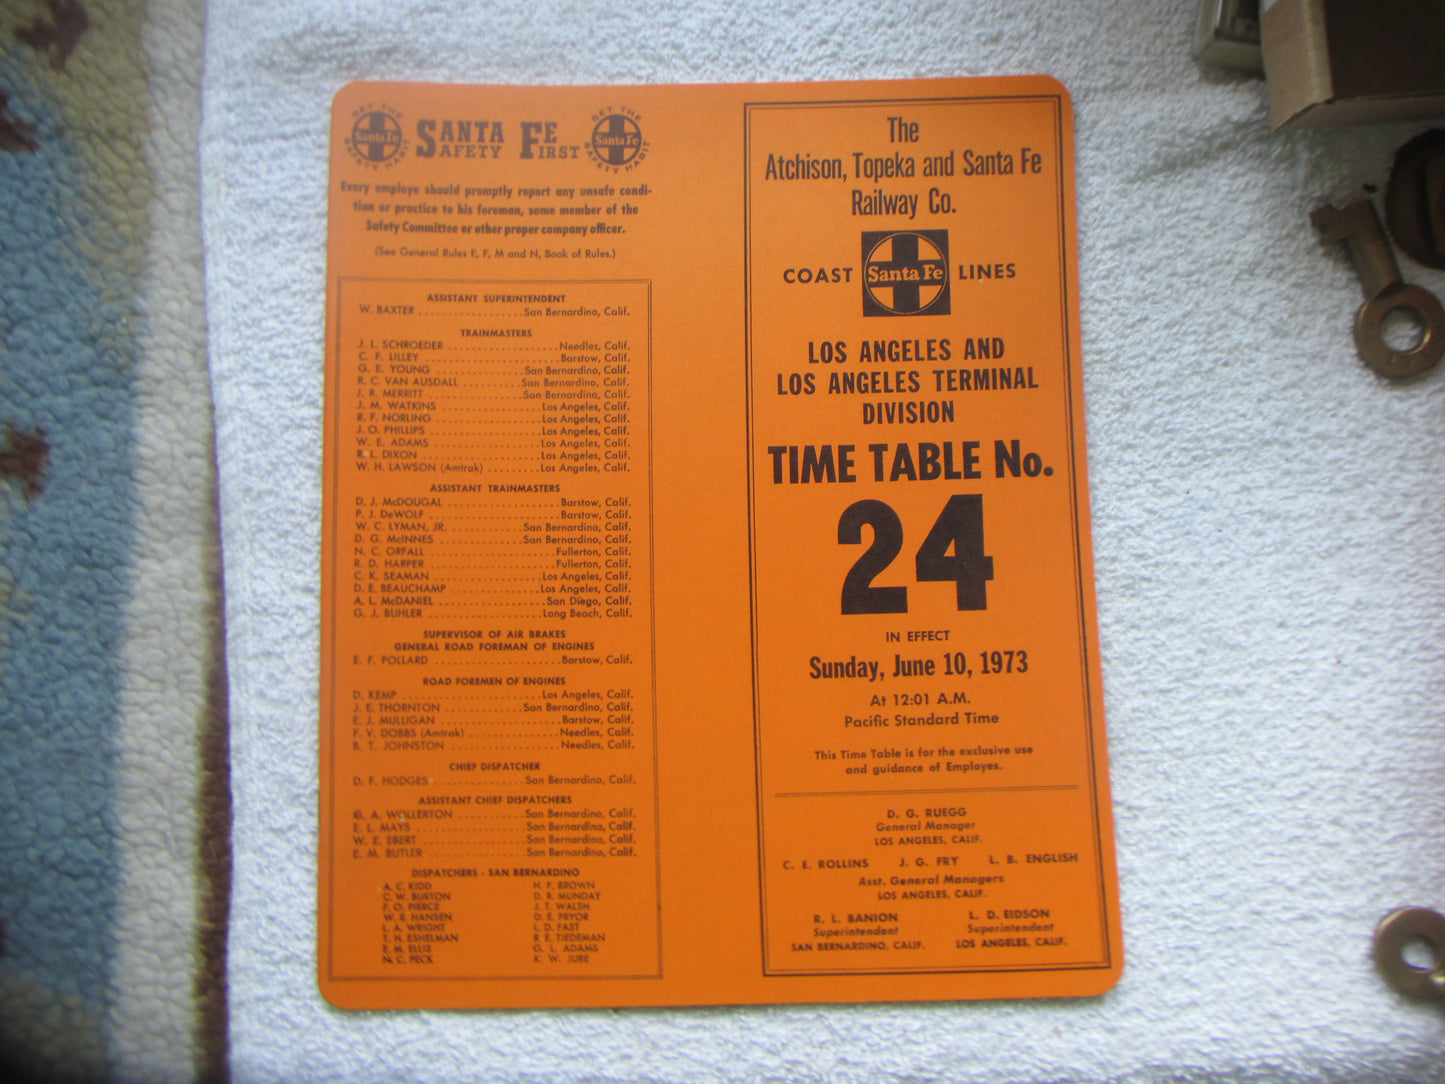 GET THE
Santa Fe
SAFETY HABIT
SANTA FE
SAFETY FIRST
GET THE
Santa Fe
SAFETY HABIT
Every employe should promptly report any unsafe condi-
tion or practice to his foreman, some member of the
Safety Committee or other proper company officer.
(See General Rules E, F, M and N, Book of Rules.)
ASSISTANT SUPERINTENDENT
W. BAXTER ..................San Bernardino, Calif.
TRAINMASTERS
J. L. SCHROEDER ....................Needles, Calif.
C. F. LILLEY ........................Barstow, Calif.
G. E. YOUNG .................San Bernardino, Calif.
R. C. VAN AUSDALL ...........San Bernardino, Calif.
J. R. MERRITT .................San Bernardino, Calif.
J. M. WATKINS ..................Los Angeles, Calif.
R. F. NORLING ...................Los Angeles, Calif.
J. O. PHILLIPS ....................Los Angeles, Calif.
W. E. ADAMS ....................Los Angeles, Calif.
R. L. DIXON ......................Los Angeles, Calif.
W. H. LAWSON (Amtrak) ..........Los Angeles, Calif.
ASSISTANT TRAINMASTERS
D. J. McDOUGAL ....................Barstow, Calif.
P. J. DeWOLF .......................Barstow, Calif.
W. C. LYMAN, JR. .............San Bernardino, Calif.
D. G. McINNES ................San Bernardino, Calif.
N. C. ORFALL .......................Fullerton, Calif.
R. D. HARPER .......................Fullerton, Calif.
C. K. SEAMAN ....................Los Angeles, Calif.
D. E. BEAUCHAMP ................Los Angeles, Calif.
A. L. McDANIEL ....................San Diego, Calif.
G. J. BUHLER .....................Long Beach, Calif.
SUPERVISOR OF AIR BRAKES
GENERAL ROAD FOREMAN OF ENGINES
E. F. POLLARD ......................Barstow, Calif.
ROAD FOREMEN OF ENGINES
D. KEMP .........................Los Angeles, Calif.
J. E. THORNTON ..............San Bernardino, Calif.
E. J. MULLIGAN .....................Barstow, Calif.
F. V. DOBBS (Amtrak) ................Needles, Calif.
B. T. JOHNSTON ....................Needles, Calif.
CHIEF DISPATCHER
D. F. HODGES ................San Bernardino, Calif.
ASSISTANT CHIEF DISPATCHERS
G. A. WOLLERTON ............San Bernardino, Calif.
E. L. MAYS ...................San Bernardino, Calif.
W. E. EBERT ..................San Bernardino, Calif.
E. M. BUTLER .................San Bernardino, Calif.
DISPATCHERS - SAN BERNARDINO
A. C. KIDD H. F. BROWN
C. W. BURTON D. R. MUNDAY
F. O. PIERCE J. T. WALSH
W. R. HANSEN D. E. PRYOR
L. A. WRIGHT L. D. FAST
T. H. ESHELMAN R. E. TIEDEMAN
E. M. ELLIS G. L. ADAMS
N. C. PECK K. W. JURE
The
Atchison, Topeka and Santa Fe
Railway Co.
COAST Santa Fe LINES
LOS ANGELES AND
LOS ANGELES TERMINAL
DIVISION
TIME TABLE No.
24
IN EFFECT
Sunday, June 10, 1973
At 12:01 A.M.
Pacific Standard Time
This Time Table is for the exclusive use
and guidance of Employes.
D. G. RUEGG
General Manager
LOS ANGELES, CALIF.
C. E. ROLLINS J. G. FRY L. B. ENGLISH
Asst. General Managers
LOS ANGELES, CALIF.
R. L. BANION L. D. EIDSON
Superintendent Superintendent
SAN BERNARDINO, CALIF. LOS ANGELES, CALIF.